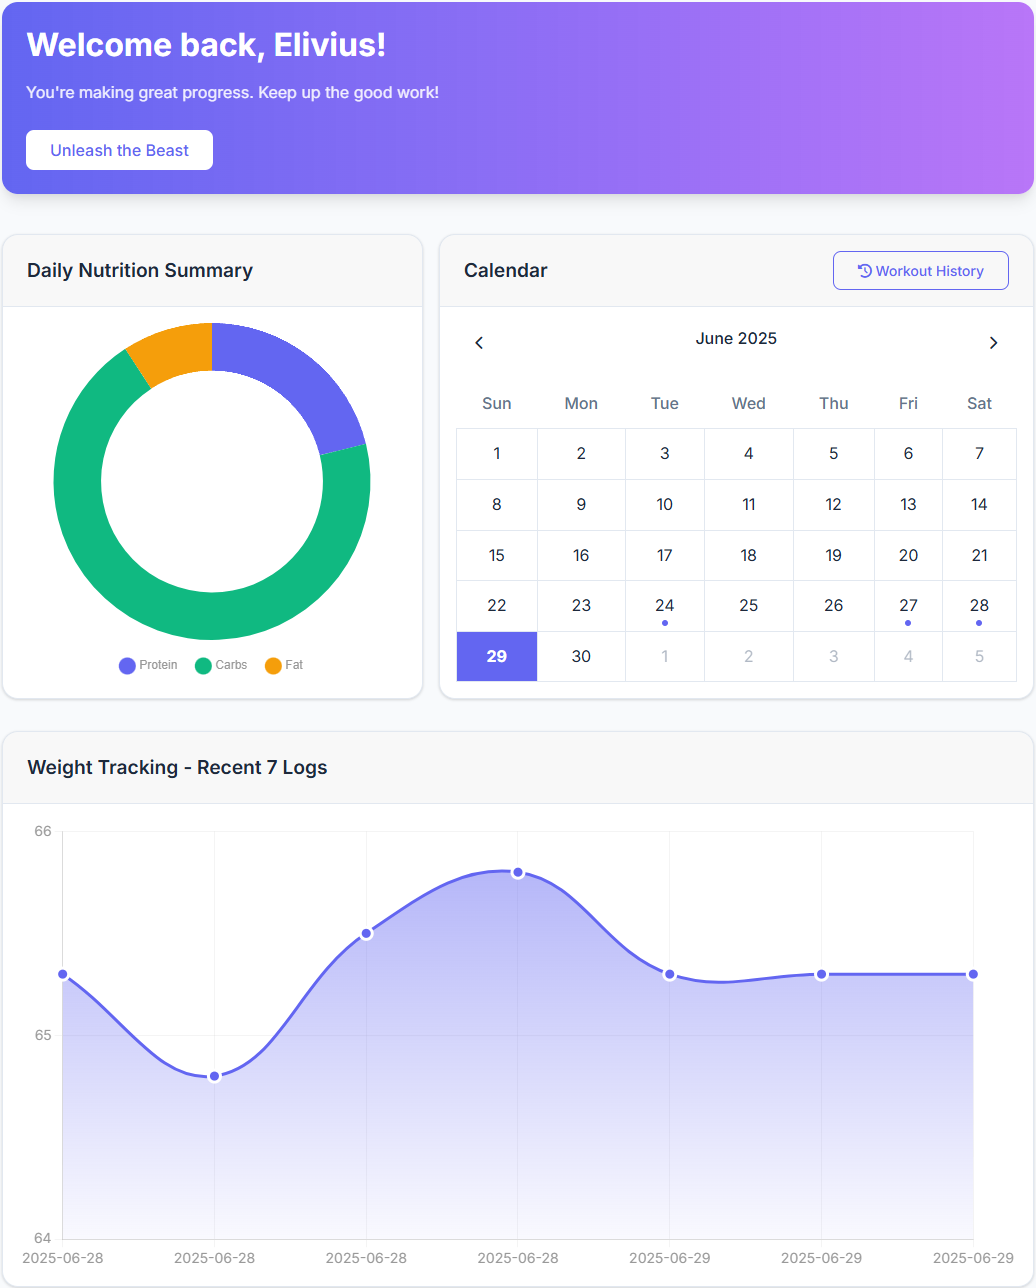 Welcome back, Elivius!
You're making great progress. Keep up the good work!
Unleash the Beast
Daily Nutrition Summary
Protein Carbs Fat
Calendar
Workout History
June 2025
Sun Mon Tue Wed Thu Fri Sat
1 2 3 4 5 6 7
8 9 10 11 12 13 14
15 16 17 18 19 20 21
22 23 24 25 26 27 28
29 30 1 2 3 4 5
Weight Tracking - Recent 7 Logs
66
65
64
2025-06-28 2025-06-28 2025-06-28 2025-06-28 2025-06-29 2025-06-29 2025-06-29